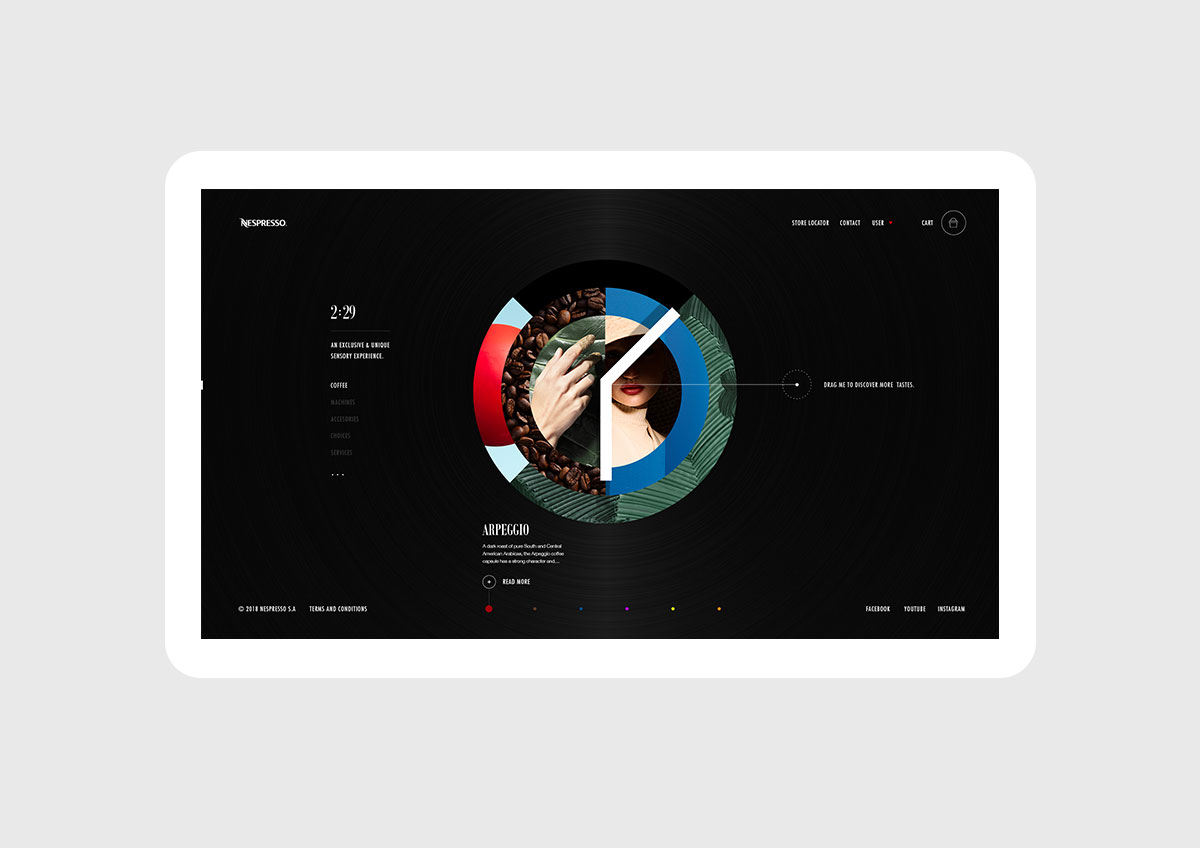 NESPRESSO.
STORE LOCATOR CONTACT USER CART
2:29
AN EXCLUSIVE & UNIQUE
SENSORY EXPERIENCE.
COFFEE
MACHINES
ACCESORIES
CHOICES
SERVICES
...
DRAG ME TO DISCOVER MORE TASTES.
ARPEGGIO
A dark roast of pure South and Central
American Arabicas, the Arpeggio coffee
capsule has a strong character and....
READ MORE
© 2018 NESPRESSO S.A TERMS AND CONDITIONS
FACEBOOK YOUTUBE INSTAGRAM